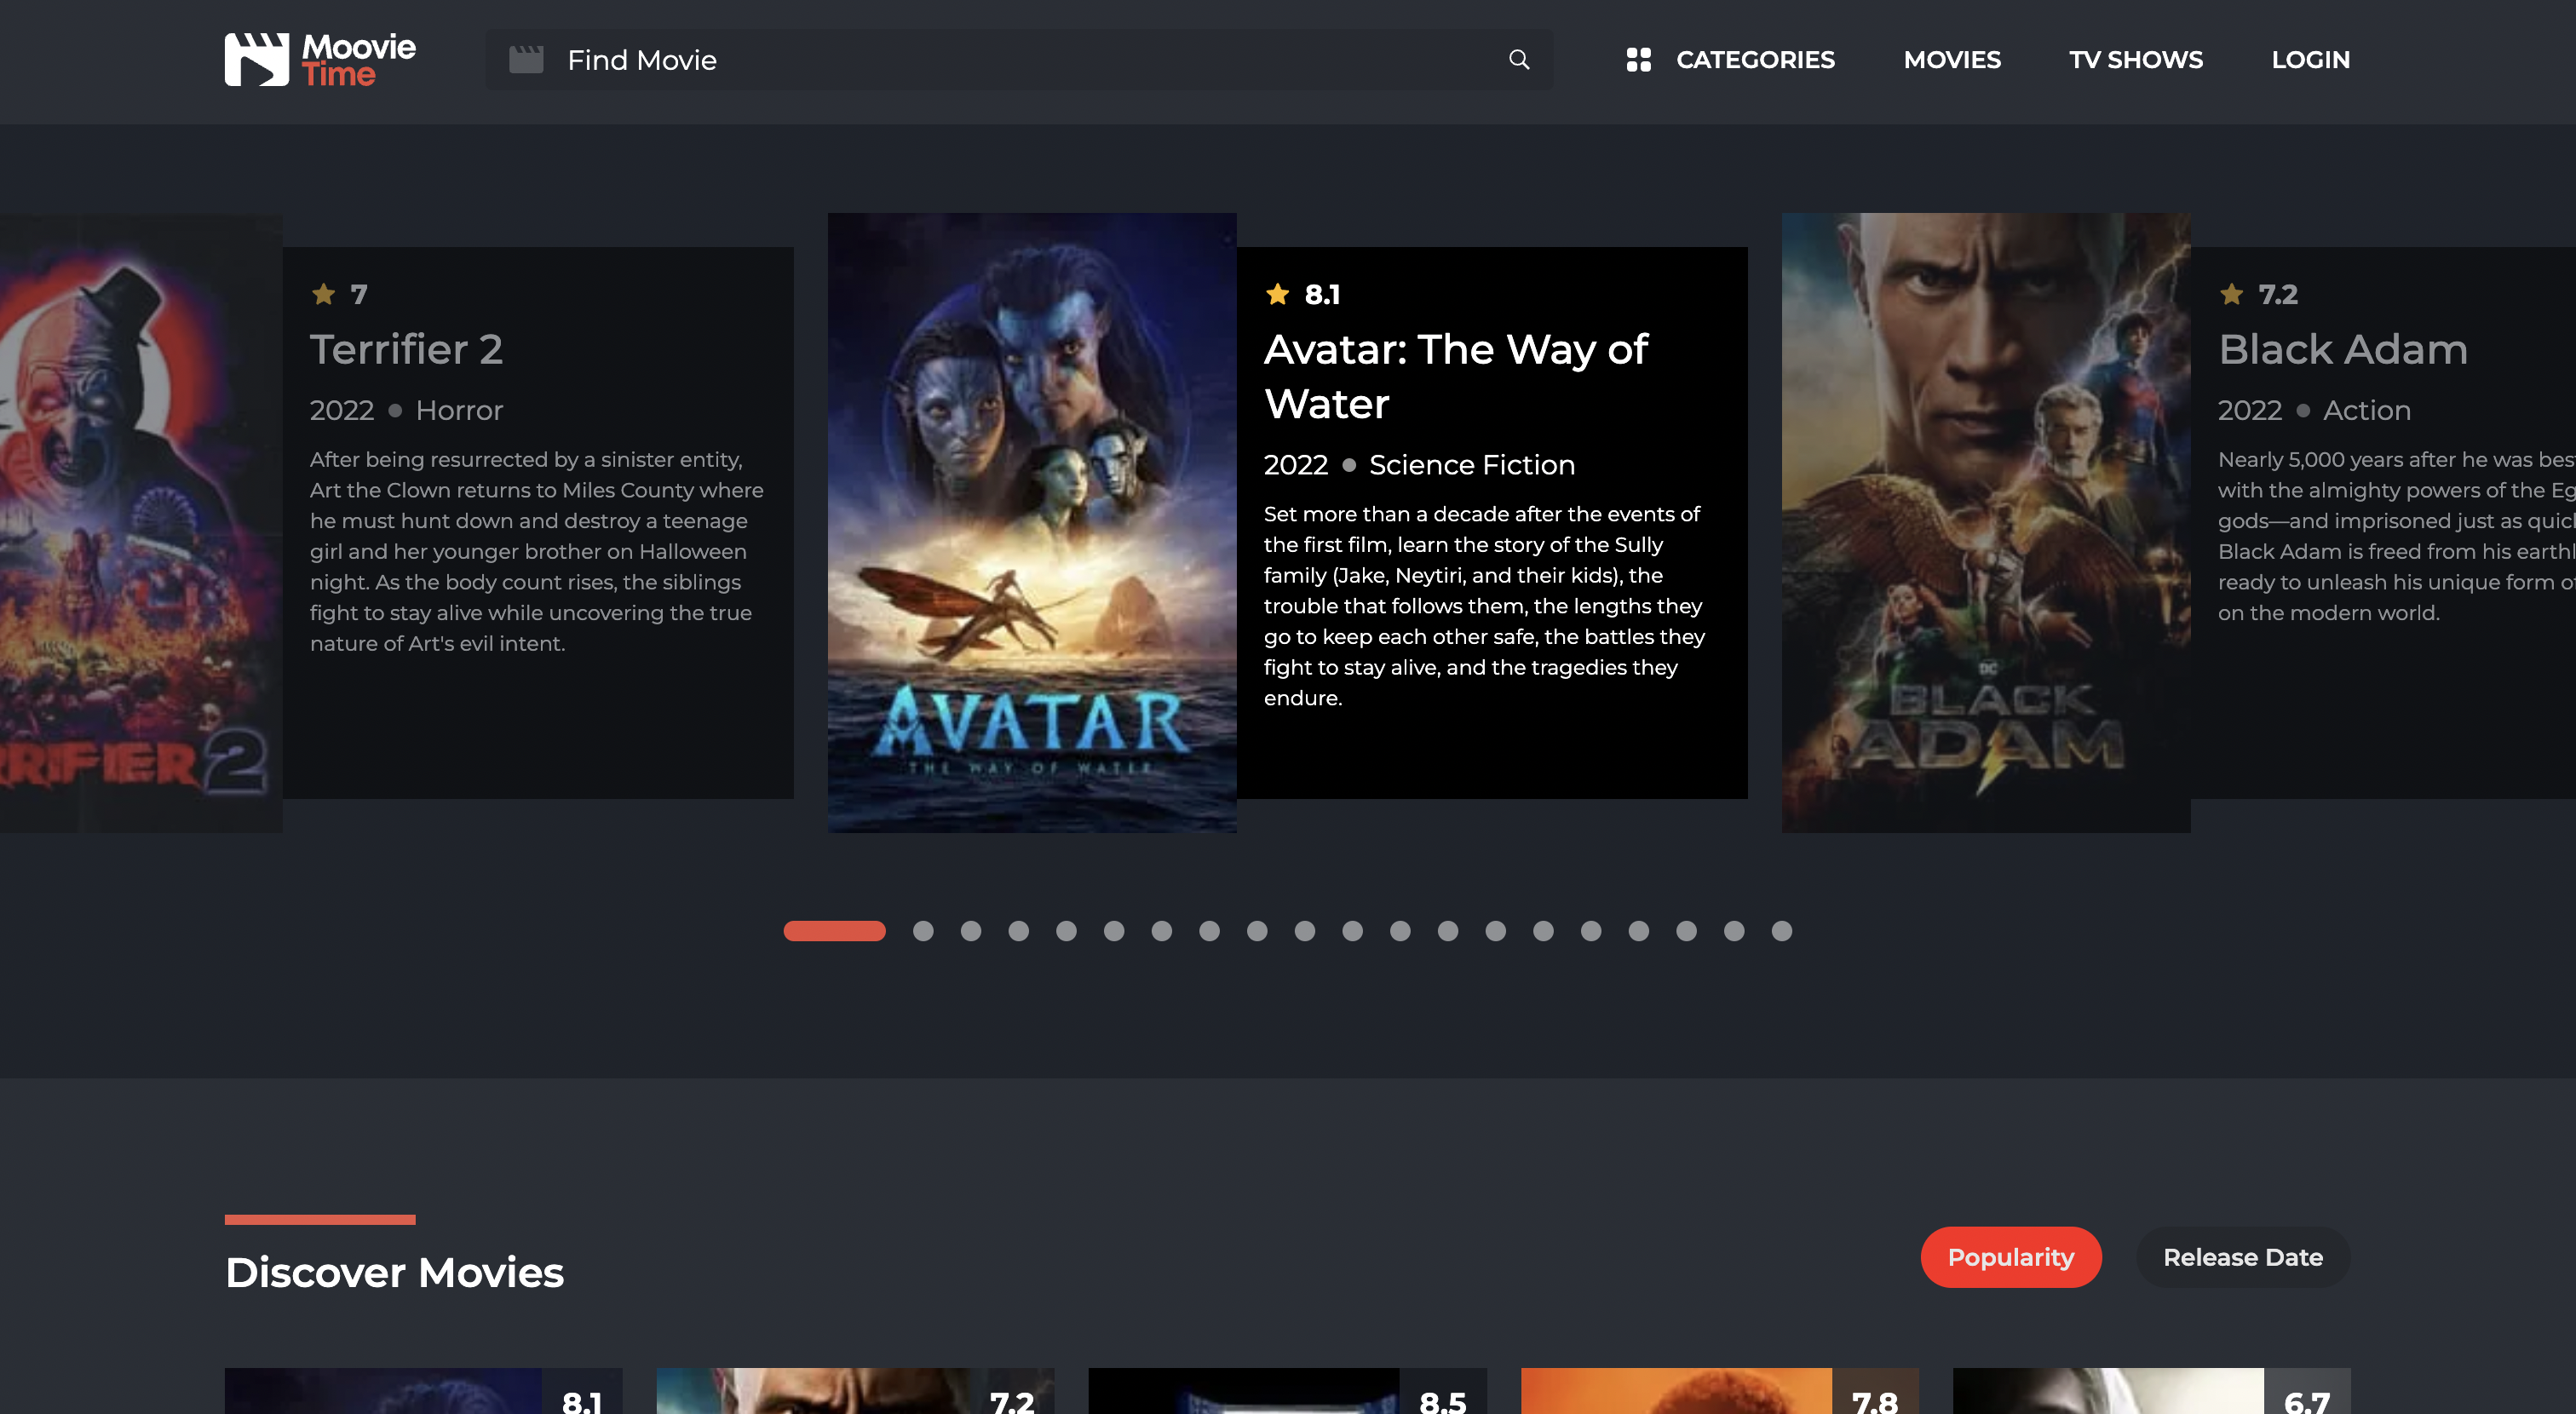 Moovie
Time
Find Movie
CATEGORIES
MOVIES
TV SHOWS
LOGIN
RRIFIER 2
7
Terrifier 2
2022 ● Horror
After being resurrected by a sinister entity,
Art the Clown returns to Miles County where
he must hunt down and destroy a teenage
girl and her younger brother on Halloween
night. As the body count rises, the siblings
fight to stay alive while uncovering the true
nature of Art's evil intent.
AVATAR
THE WAY OF WATER
8.1
Avatar: The Way of
Water
2022 ● Science Fiction
Set more than a decade after the events of
the first film, learn the story of the Sully
family (Jake, Neytiri, and their kids), the
trouble that follows them, the lengths they
go to keep each other safe, the battles they
fight to stay alive, and the tragedies they
endure.
DC
BLACK
ADAM
7.2
Black Adam
2022 ● Action
Nearly 5,000 years after he was bes
with the almighty powers of the Eg
gods—and imprisoned just as quic
Black Adam is freed from his earthl
ready to unleash his unique form o
on the modern world.
Discover Movies
Popularity
Release Date
8.1
7.2
8.5
7.8
6.7